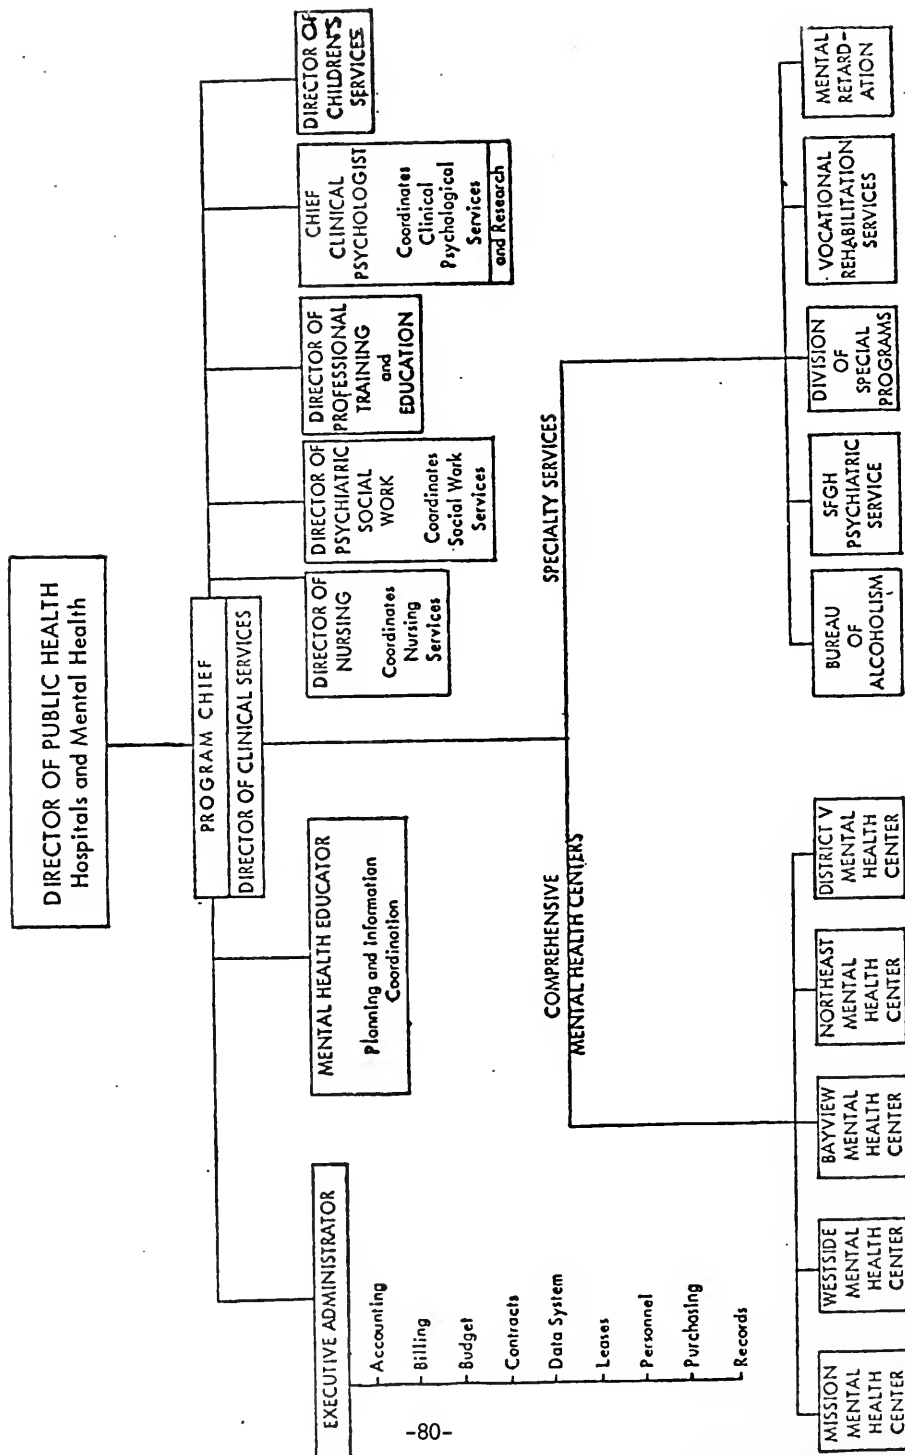 DIRECTOR OF PUBLIC HEALTH
Hospitals and Mental Health
PROGRAM CHIEF
DIRECTOR OF CLINICAL SERVICES
EXECUTIVE ADMINISTRATOR
Accounting
Billing
Budget
Contracts
Data System
Leases
Personnel
Purchasing
Records
MENTAL HEALTH EDUCATOR
Planning and Information
Coordination
DIRECTOR OF
NURSING
Coordinates
Nursing
Services
DIRECTOR OF
PSYCHIATRIC
SOCIAL
WORK
Coordinates
Social Work
Services
DIRECTOR OF
PROFESSIONAL
TRAINING
and
EDUCATION
CHIEF
CLINICAL
PSYCHOLOGIST
Coordinates
Clinical
Psychological
Services
and Research
DIRECTOR OF
CHILDREN'S
SERVICES
COMPREHENSIVE
MENTAL HEALTH CENTERS
SPECIALTY SERVICES
MISSION
MENTAL
HEALTH
CENTER
WESTSIDE
MENTAL
HEALTH
CENTER
BAYVIEW
MENTAL
HEALTH
CENTER
NORTHEAST
MENTAL
HEALTH
CENTER
DISTRICT V
MENTAL
HEALTH
CENTER
BUREAU
OF
ALCOHOLISM
SFGH
PSYCHIATRIC
SERVICE
DIVISION
OF
SPECIAL
PROGRAMS
VOCATIONAL
REHABILITATION
SERVICES
MENTAL
RETARD-
ATION
-80-